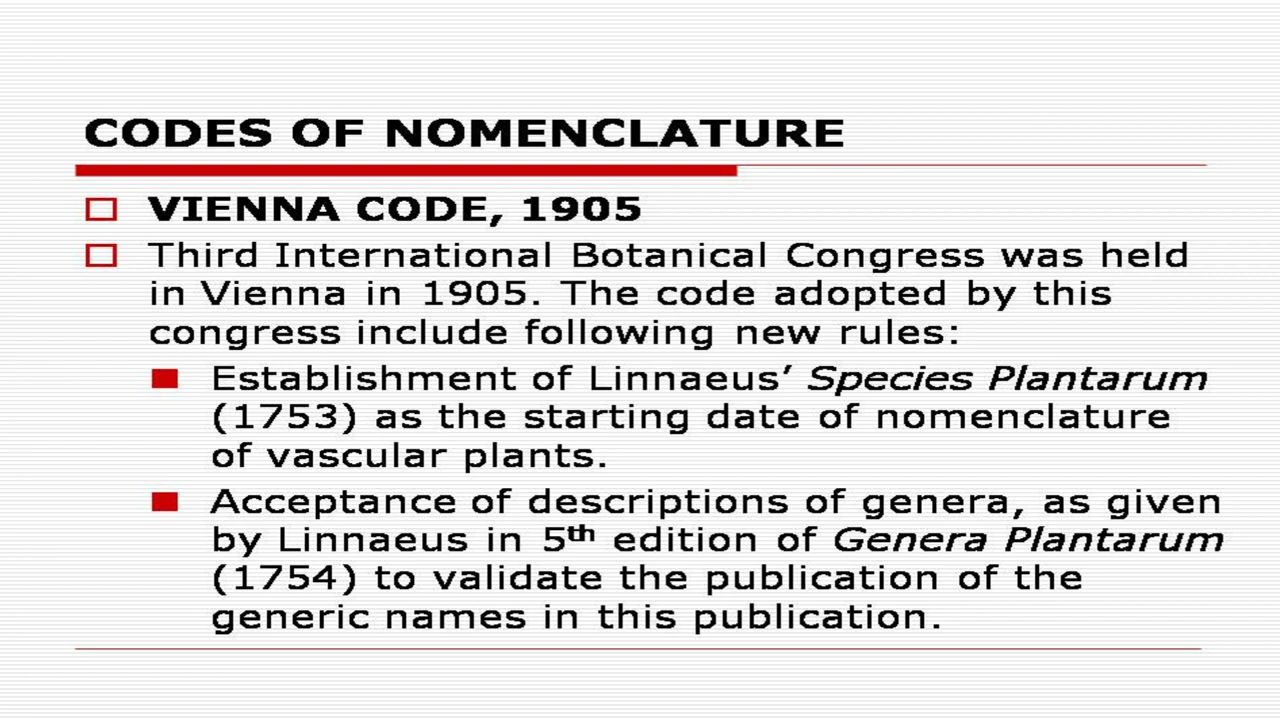 CODES OF NOMENCLATURE
VIENNA CODE, 1905
Third International Botanical Congress was held
in Vienna in 1905. The code adopted by this
congress include following new rules:
Establishment of Linnaeus’ Species Plantarum
(1753) as the starting date of nomenclature
of vascular plants.
Acceptance of descriptions of genera, as given
by Linnaeus in 5th edition of Genera Plantarum
(1754) to validate the publication of the
generic names in this publication.